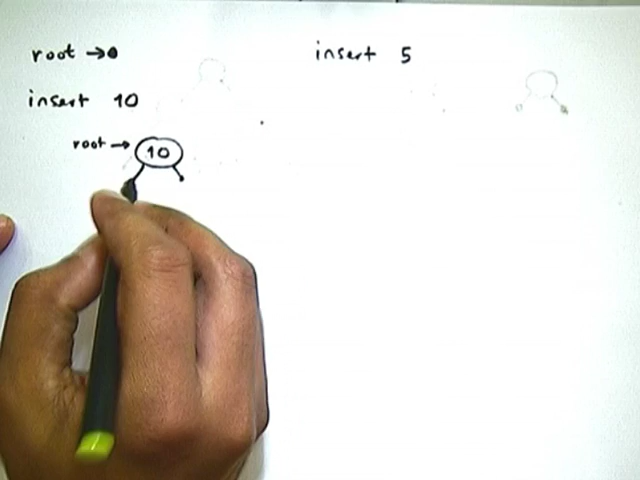 root →
insert 10
root → 10
insert 5